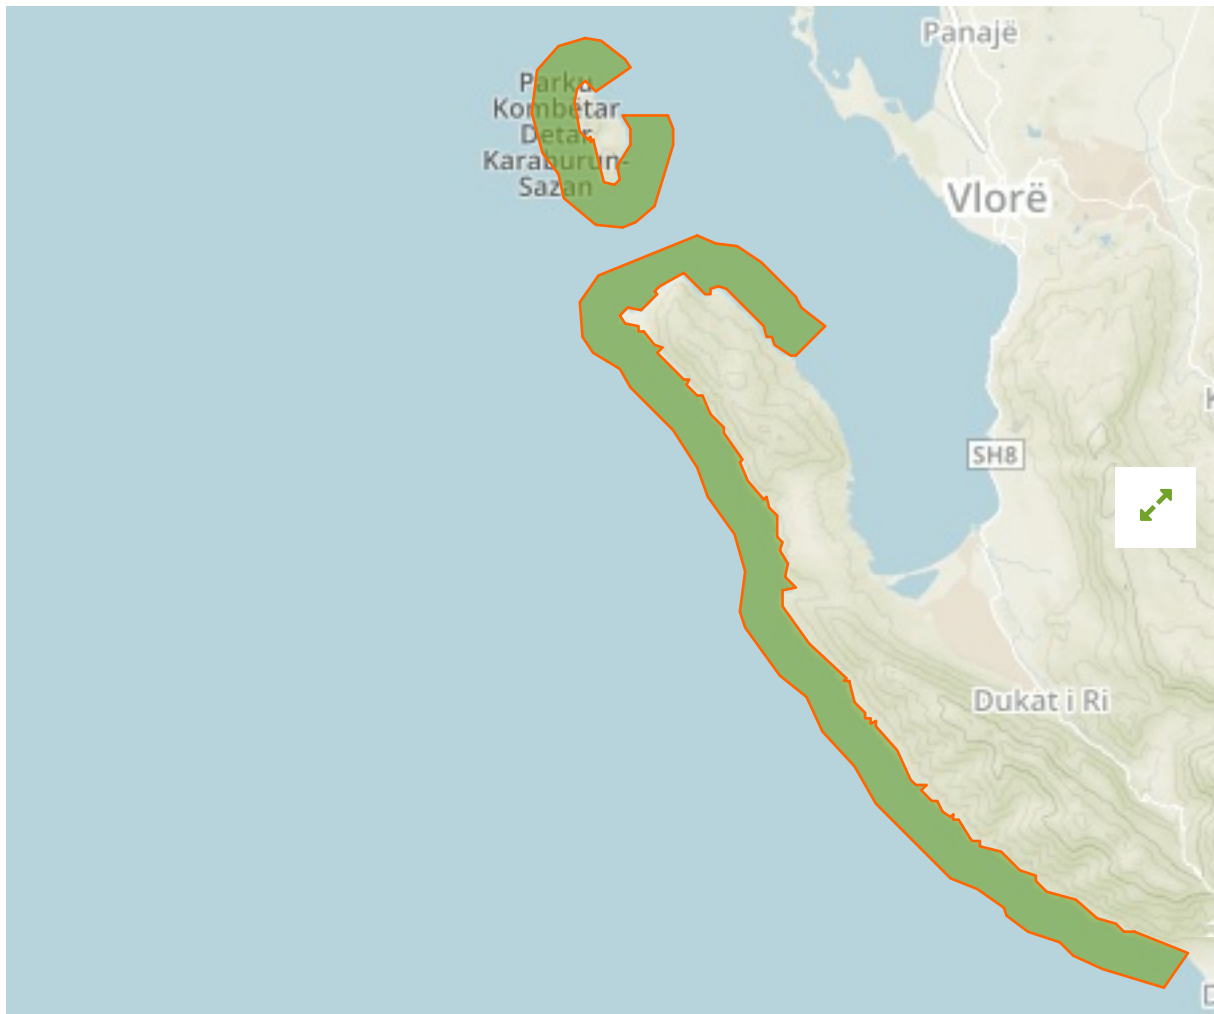 Panajë
Parku
Kombëtar
Detar
Karaburun-
Sazan
Vlorë
K
SH8
Dukat i Ri
D